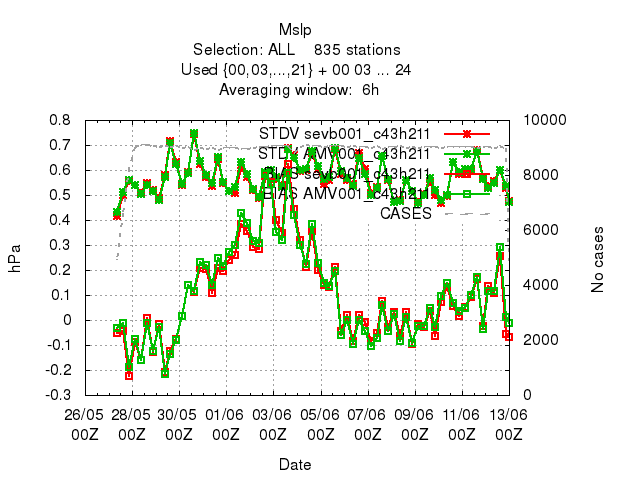 Mslp
Selection: ALL    835 stations
Used {00,03,...,21} + 00 03 ... 24
Averaging window:  6h
STDV sevb001_c43h211
STDV AMV001_c43h211
BIAS sevb001_c43h211
BIAS AMV001_c43h211
CASES
0.8
0.7
0.6
0.5
0.4
0.3
0.2
0.1
0
-0.1
-0.2
-0.3
hPa
10000
8000
6000
4000
2000
0
No cases
26/05 28/05 30/05 01/06 03/06 05/06 07/06 09/06 11/06 13/06
00Z 00Z 00Z 00Z 00Z 00Z 00Z 00Z 00Z 00Z
Date